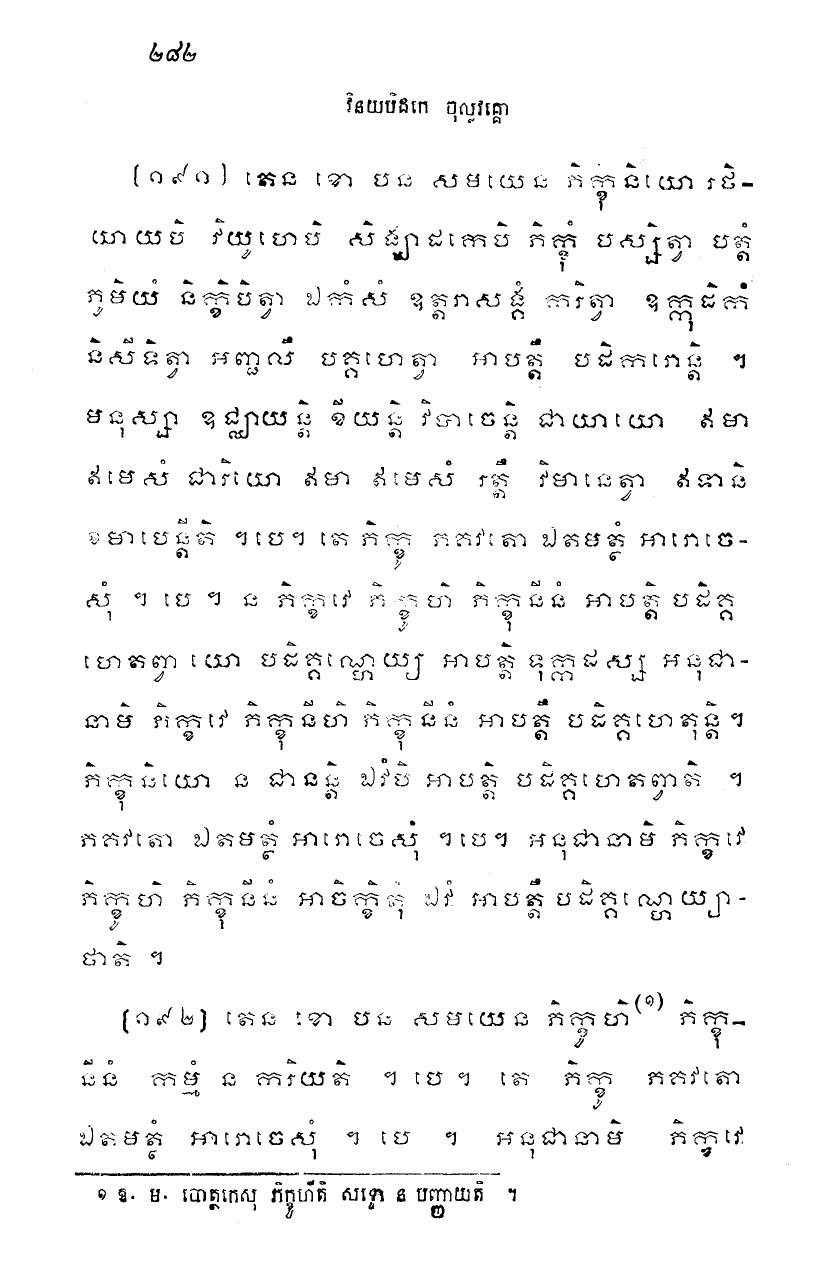 ២៨២
វិនយបិដកេ ចុល្លវគ្គោ
(១៩១) តេន ខោ បន សមយេន ភិក្ខុនិយោ រថិ-
យាយបិ វិយូហេបិ សិង្ឃាដកេបិ ភិក្ខុំ បស្សិត្វា បត្តំ
ភូមិយំ និក្ខិបិត្វា ឯកំសំ ឧត្តរាសង្គំ ការិត្វា ឧក្កុដិកំ
និសីទិត្វា អញ្ជលឹ បគ្គហេត្វា អាបត្តឹ បដិករោន្តិ ។
មនុស្សា ឧជ្ឈាយន្តិ ខីយន្តិ វិបាចេន្តិ ជាយាយោ ឥមា
ឥមេសំ ជារិយោ ឥមា ឥមេសំ រត្តឹ វិមានេត្វា ឥទានិ
ខមាបេន្តីតិ ។បេ។ តេ ភិក្ខូ ភគវតោ ឯតមត្ថំ អារោចេ-
សុំ ។ បេ ។ ន ភិក្ខវេ ភិក្ខូហិ ភិក្ខុនីនំ អាបត្តិ បដិគ្គ
ហេតព្វា យោ បដិគ្គណ្ហេយ្យ អាបត្តិ ទុក្កដស្ស អនុជា-
នាមិ ភិក្ខវេ ភិក្ខុនីហិ ភិក្ខុនីនំ អាបត្តឹ បដិគ្គហេតុន្តិ។
ភិក្ខុនិយោ ន ជានន្តិ ឯវំបិ អាបត្តិ បដិគ្គហេតព្វាតិ ។
ភគវតោ ឯតមត្ថំ អារោចេសុំ ។បេ។ អនុជានាមិ ភិក្ខវេ
ភិក្ខូហិ ភិក្ខុនីនំ អាចិក្ខិតុំ ឯវំ អាបត្តឹ បដិគ្គណ្ហេយ្យា-
ថាតិ ។
(១៩២) តេន ខោ បន សមយេន ភិក្ខូហិ(១) ភិក្ខុ-
នីនំ កម្មំ ន ករិយតិ ។ បេ ។ តេ ភិក្ខូ ភគវតោ
ឯតមត្ថំ អារោចេសុំ ។ បេ ។ អនុជានាមិ ភិក្ខវេ
១ ឱ. ម. បោត្ថកេសុ ភិក្ខូហីតិ សទ្ទោ ន បញ្ញាយតិ ។